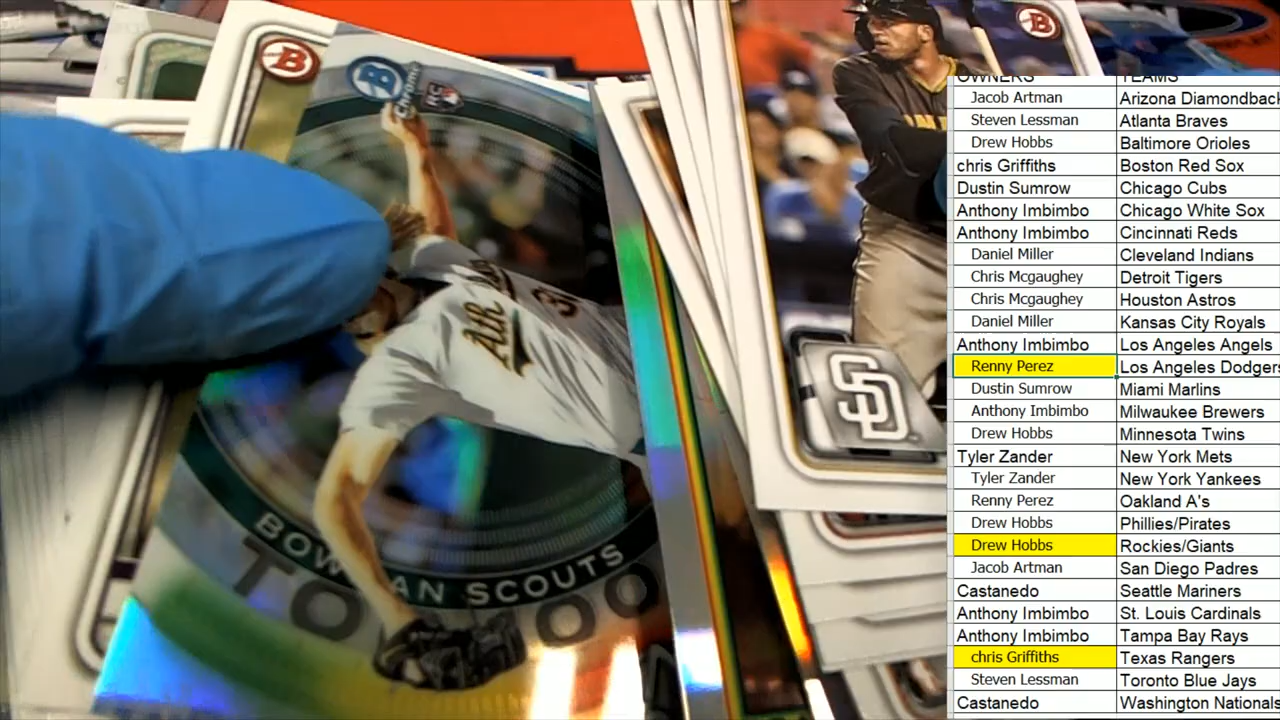 B
B
Chrome
RC
B
A's
3
BOWMAN SCOUTS'
TO
100
SD
OWNERS TEAMS
Jacob Artman Arizona Diamondback
Steven Lessman Atlanta Braves
Drew Hobbs Baltimore Orioles
chris Griffiths Boston Red Sox
Dustin Sumrow Chicago Cubs
Anthony Imbimbo Chicago White Sox
Anthony Imbimbo Cincinnati Reds
Daniel Miller Cleveland Indians
Chris Mcgaughey Detroit Tigers
Chris Mcgaughey Houston Astros
Daniel Miller Kansas City Royals
Anthony Imbimbo Los Angeles Angels
Renny Perez Los Angeles Dodgers
Dustin Sumrow Miami Marlins
Anthony Imbimbo Milwaukee Brewers
Drew Hobbs Minnesota Twins
Tyler Zander New York Mets
Tyler Zander New York Yankees
Renny Perez Oakland A's
Drew Hobbs Phillies/Pirates
Drew Hobbs Rockies/Giants
Jacob Artman San Diego Padres
Castanedo Seattle Mariners
Anthony Imbimbo St. Louis Cardinals
Anthony Imbimbo Tampa Bay Rays
chris Griffiths Texas Rangers
Steven Lessman Toronto Blue Jays
Castanedo Washington Nationals